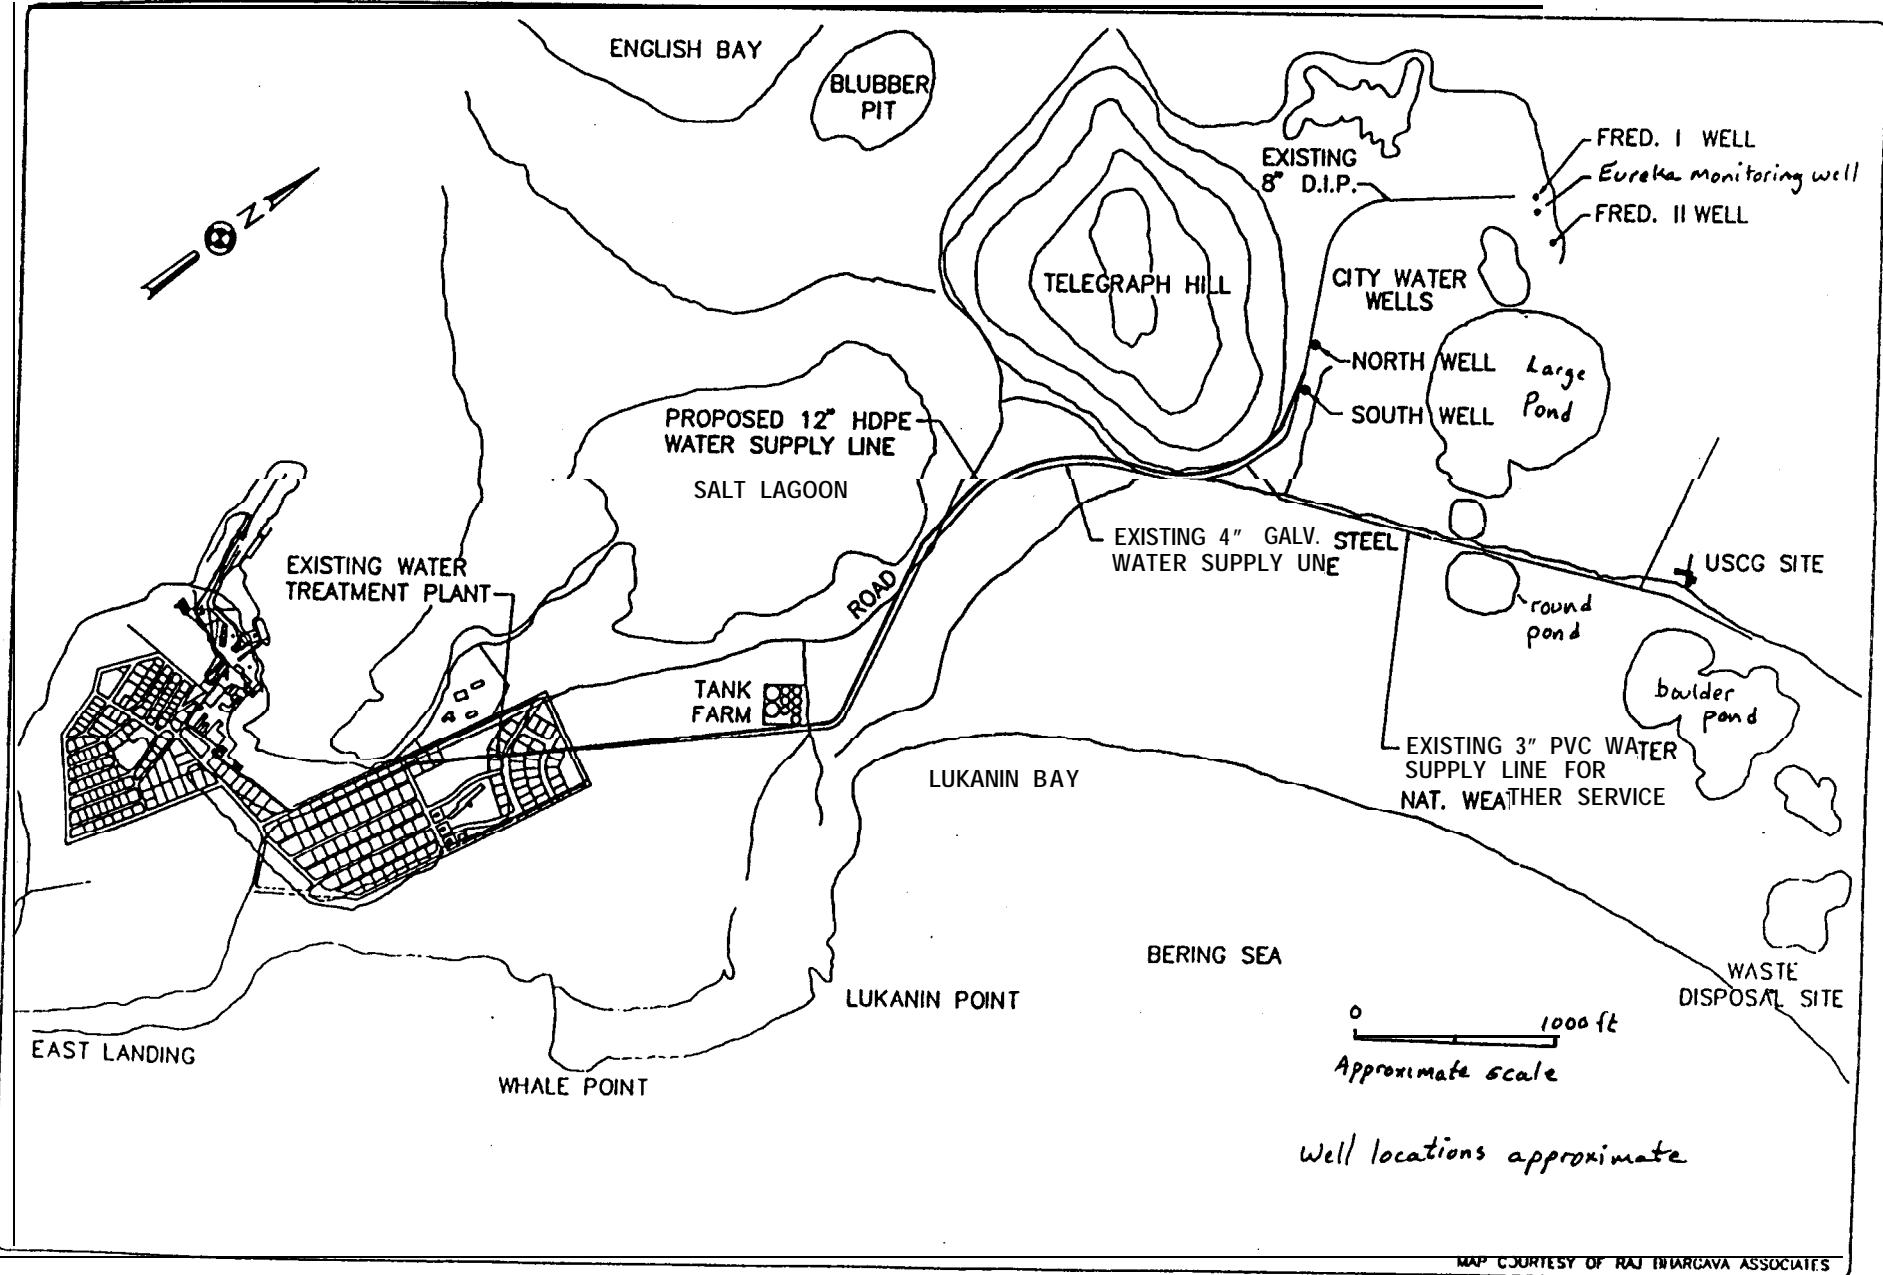 ENGLISH BAY
BLUBBER
PIT
FRED. I WELL
Eureka monitoring well
FRED. II WELL
EXISTING
8" D.I.P.
N
TELEGRAPH HILL
CITY WATER
WELLS
NORTH WELL
SOUTH WELL
Large
Pond
PROPOSED 12" HDPE
WATER SUPPLY LINE
SALT LAGOON
EXISTING 4" GALV. STEEL
WATER SUPPLY LINE
USCG SITE
EXISTING WATER
TREATMENT PLANT
ROAD
round
pond
boulder
pond
TANK
FARM
EXISTING 3" PVC WATER
SUPPLY LINE FOR
NAT. WEATHER SERVICE
LUKANIN BAY
BERING SEA
WASTE
DISPOSAL SITE
LUKANIN POINT
0 1000 ft
Approximate scale
EAST LANDING
WHALE POINT
Well locations approximate
MAP COURTESY OF RAJ BHARGAVA ASSOCIATES